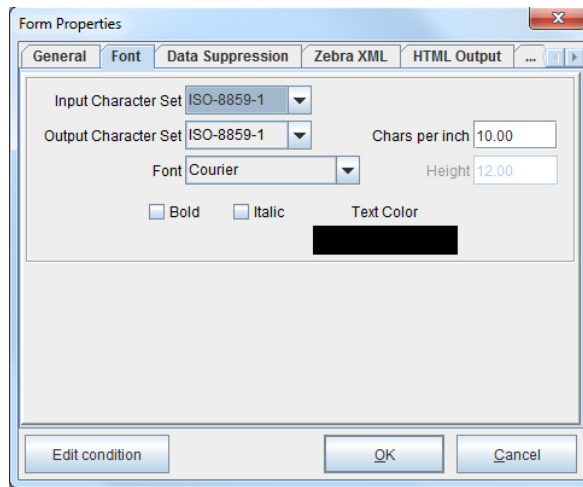 Form Properties
General Font Data Suppression Zebra XML HTML Output ...
Input Character Set ISO-8859-1
Output Character Set ISO-8859-1 Chars per inch 10.00
Font Courier Height 12.00
Bold Italic Text Color
Edit condition OK Cancel